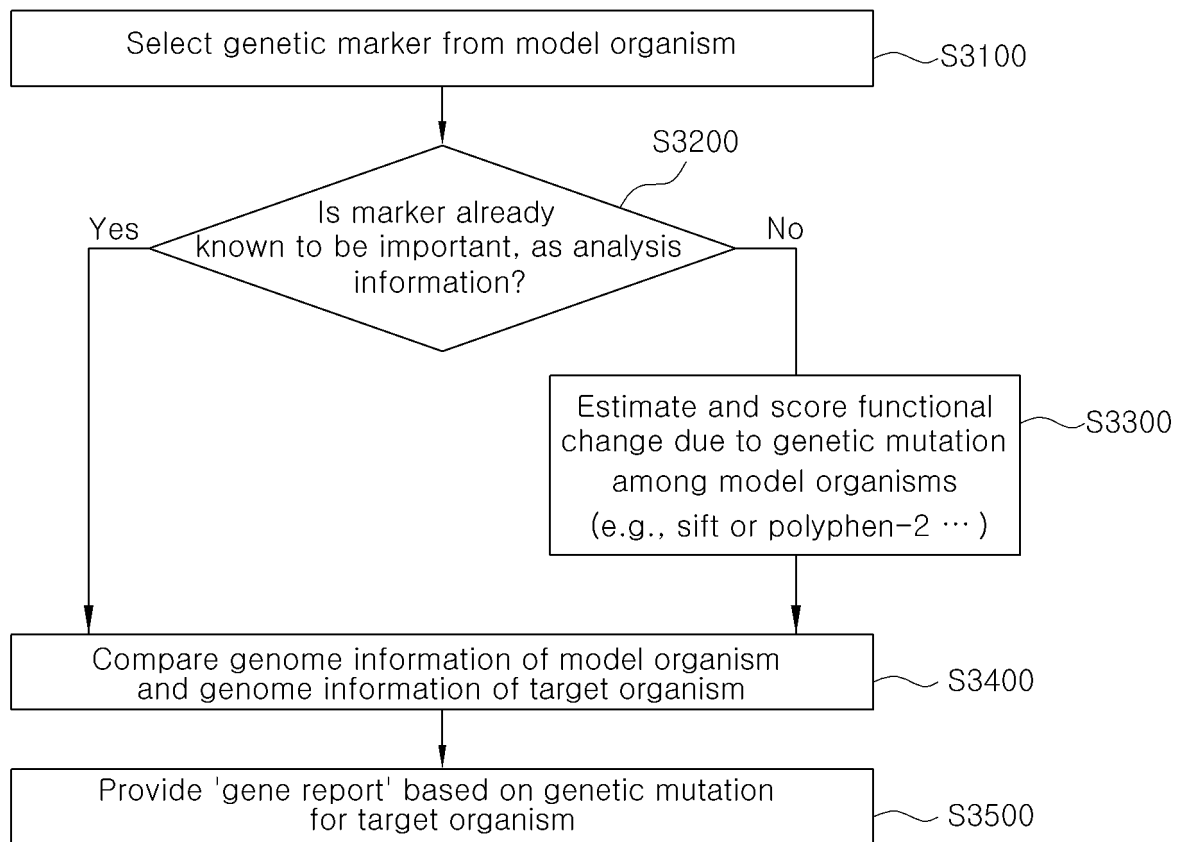 Select genetic marker from model organism
S3100
S3200
Is marker already
known to be important, as analysis
information?
Yes
No
Estimate and score functional
change due to genetic mutation
among model organisms
(e.g., sift or polyphen-2 ⋯ )
S3300
Compare genome information of model organism
and genome information of target organism
S3400
Provide 'gene report' based on genetic mutation
for target organism
S3500